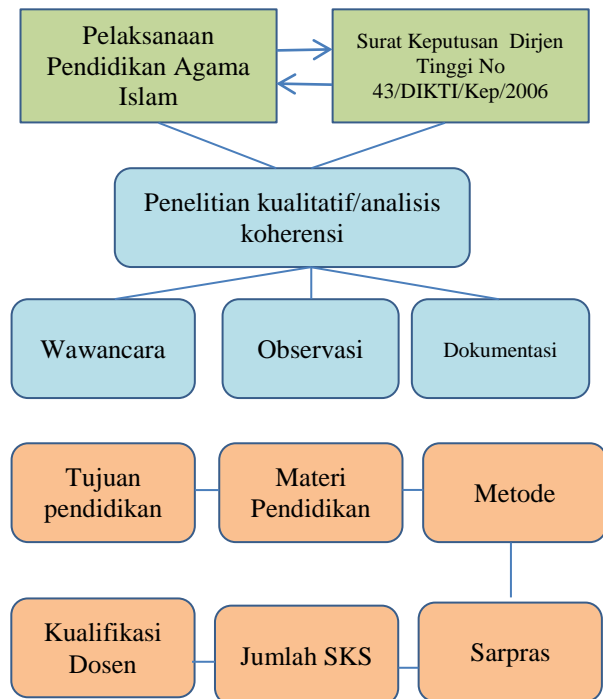 Pelaksanaan
Pendidikan Agama
Islam
Surat Keputusan Dirjen
Tinggi No
43/DIKTI/Kep/2006
Penelitian kualitatif/analisis
koherensi
Wawancara
Observasi
Dokumentasi
Tujuan
pendidikan
Materi
Pendidikan
Metode
Kualifikasi
Dosen
Jumlah SKS
Sarpras